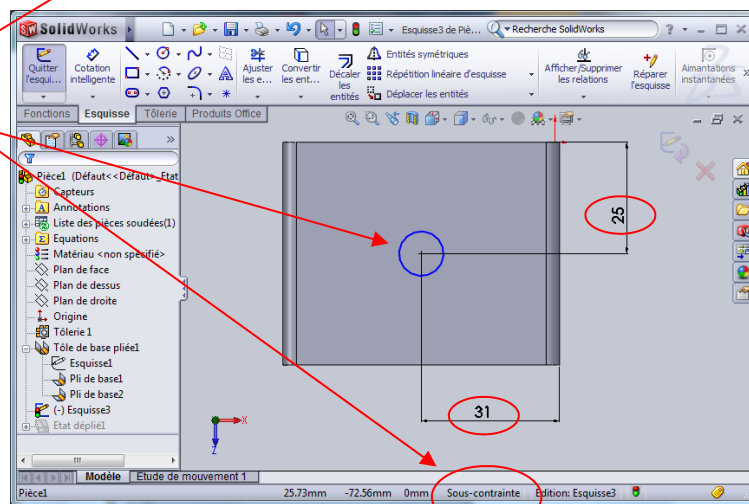 SolidWorks
Esquisse3 de Piè...
Recherche SolidWorks
Quitter l'esqui...
Cotation intelligente
Ajuster les e...
Convertir les ent...
Décaler les entités
Entités symétriques
Répétition linéaire d'esquisse
Déplacer les entités
Afficher/Supprimer les relations
Réparer l'esquisse
Aimantations instantanées
Fonctions Esquisse Tôlerie Produits Office
Pièce1 (Défaut<<Défaut>_Etat
Capteurs
Annotations
Liste des pièces soudées(1)
Equations
Matériau <non spécifié>
Plan de face
Plan de dessus
Plan de droite
Origine
Tôlerie1
Tôle de base pliée1
Esquisse1
Pli de base1
Pli de base2
(-) Esquisse3
Etat déplié1
25
31
X
Z
Modèle Etude de mouvement 1
Pièce1 25.73mm -72.56mm 0mm Sous-contrainte Edition: Esquisse3